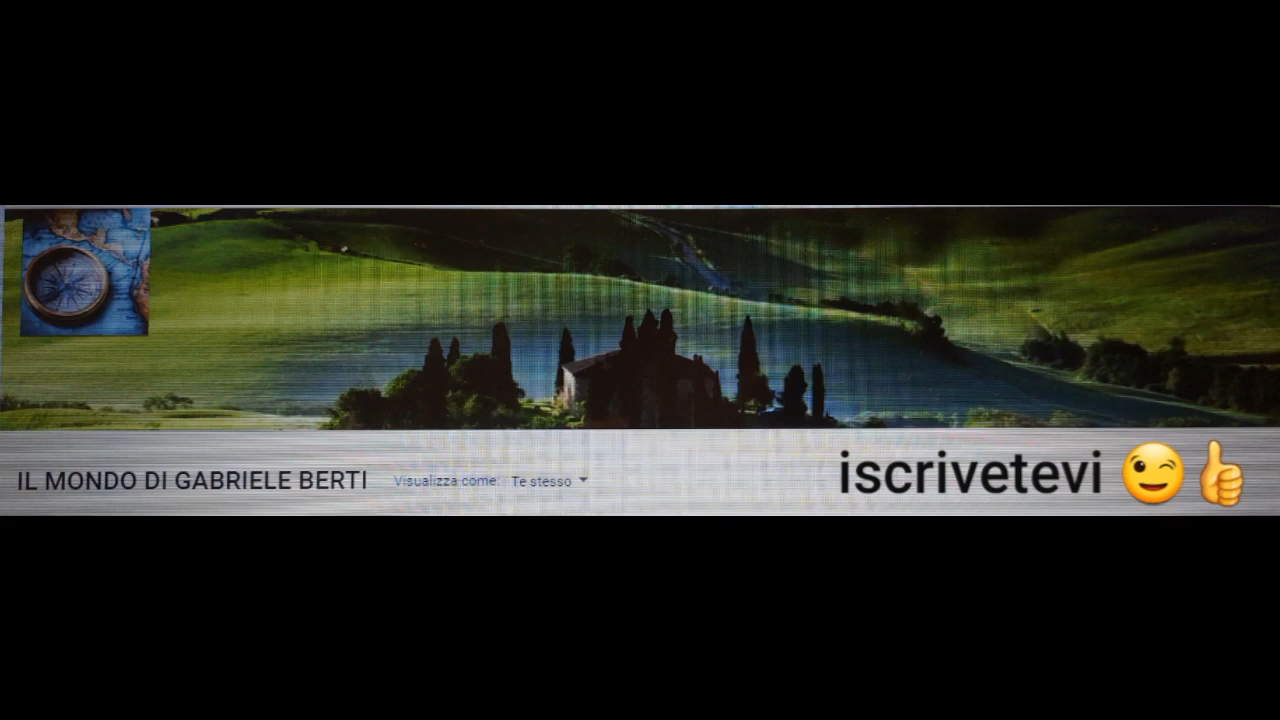 IL MONDO DI GABRIELE BERTI Visualizza come: Te stesso iscrivetevi 😉👍